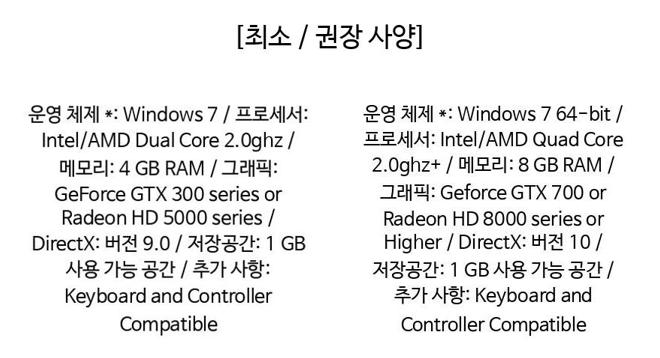 [최소 / 권장 사양]
운영 체제 *: Windows 7 / 프로세서:
Intel/AMD Dual Core 2.0ghz /
메모리: 4 GB RAM / 그래픽:
GeForce GTX 300 series or
Radeon HD 5000 series /
DirectX: 버전 9.0 / 저장공간: 1 GB
사용 가능 공간 / 추가 사항:
Keyboard and Controller
Compatible
운영 체제 *: Windows 7 64-bit /
프로세서: Intel/AMD Quad Core
2.0ghz+ / 메모리: 8 GB RAM /
그래픽: Geforce GTX 700 or
Radeon HD 8000 series or
Higher / DirectX: 버전 10 /
저장공간: 1 GB 사용 가능 공간 /
추가 사항: Keyboard and
Controller Compatible